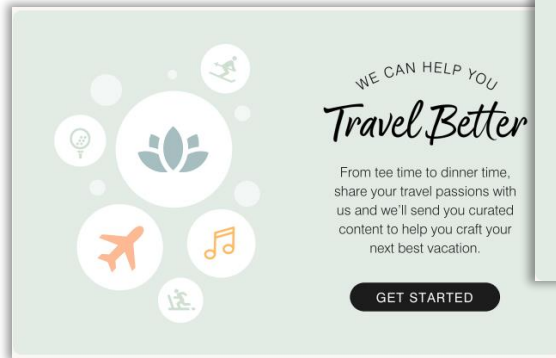 WE CAN HELP YOU
Travel Better
From tee time to dinner time,
share your travel passions with
us and we'll send you curated
content to help you craft your
next best vacation.
GET STARTED